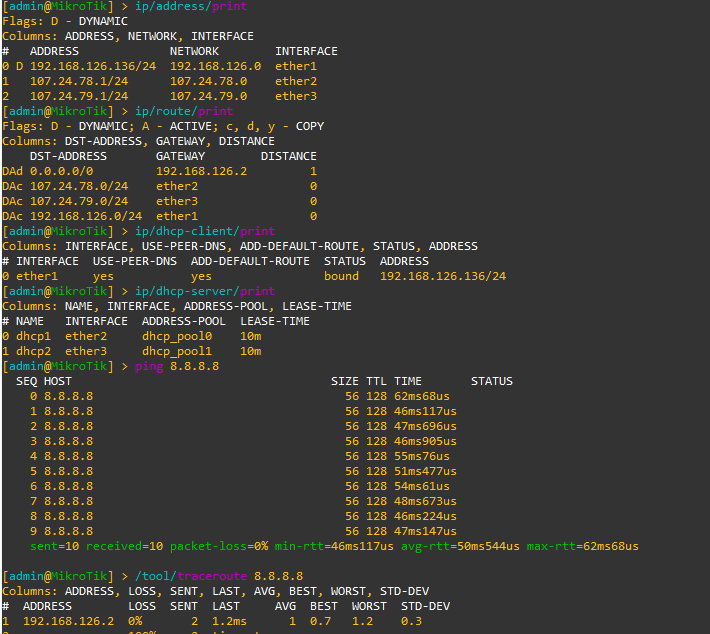 [admin@MikroTik] > ip/address/print
Flags: D - DYNAMIC
Columns: ADDRESS, NETWORK, INTERFACE
#   ADDRESS             NETWORK        INTERFACE
0 D 192.168.126.136/24  192.168.126.0  ether1
1   107.24.78.1/24      107.24.78.0    ether2
2   107.24.79.1/24      107.24.79.0    ether3
[admin@MikroTik] > ip/route/print
Flags: D - DYNAMIC; A - ACTIVE; c, d, y - COPY
Columns: DST-ADDRESS, GATEWAY, DISTANCE
    DST-ADDRESS       GATEWAY        DISTANCE
DAd 0.0.0.0/0         192.168.126.2         1
DAc 107.24.78.0/24    ether2                0
DAc 107.24.79.0/24    ether3                0
DAc 192.168.126.0/24  ether1                0
[admin@MikroTik] > ip/dhcp-client/print
Columns: INTERFACE, USE-PEER-DNS, ADD-DEFAULT-ROUTE, STATUS, ADDRESS
# INTERFACE  USE-PEER-DNS  ADD-DEFAULT-ROUTE  STATUS  ADDRESS
0 ether1     yes           yes                bound   192.168.126.136/24
[admin@MikroTik] > ip/dhcp-server/print
Columns: NAME, INTERFACE, ADDRESS-POOL, LEASE-TIME
# NAME   INTERFACE  ADDRESS-POOL  LEASE-TIME
0 dhcp1  ether2     dhcp_pool0    10m
1 dhcp2  ether3     dhcp_pool1    10m
[admin@MikroTik] > ping 8.8.8.8
  SEQ HOST                                     SIZE TTL TIME       STATUS
    0 8.8.8.8                                    56 128 62ms68us
    1 8.8.8.8                                    56 128 46ms117us
    2 8.8.8.8                                    56 128 47ms696us
    3 8.8.8.8                                    56 128 46ms905us
    4 8.8.8.8                                    56 128 55ms76us
    5 8.8.8.8                                    56 128 51ms477us
    6 8.8.8.8                                    56 128 54ms61us
    7 8.8.8.8                                    56 128 48ms673us
    8 8.8.8.8                                    56 128 46ms224us
    9 8.8.8.8                                    56 128 47ms147us
    sent=10 received=10 packet-loss=0% min-rtt=46ms117us avg-rtt=50ms544us max-rtt=62ms68us
[admin@MikroTik] > /tool/traceroute 8.8.8.8
Columns: ADDRESS, LOSS, SENT, LAST, AVG, BEST, WORST, STD-DEV
#  ADDRESS        LOSS  SENT  LAST     AVG  BEST  WORST  STD-DEV
1  192.168.126.2  0%       2  1.2ms      1  0.7   1.2    0.3